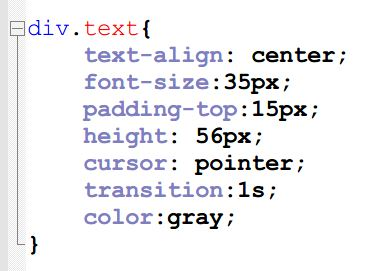 div.text{
text-align: center;
font-size:35px;
padding-top:15px;
height: 56px;
cursor: pointer;
transition:1s;
color:gray;
}